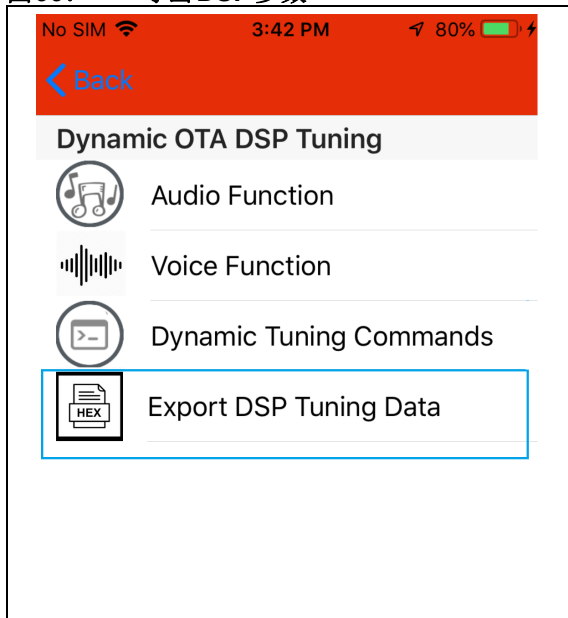 No SIM 3:42 PM 80%
Back
Dynamic OTA DSP Tuning
Audio Function
Voice Function
>_ Dynamic Tuning Commands
HEX Export DSP Tuning Data